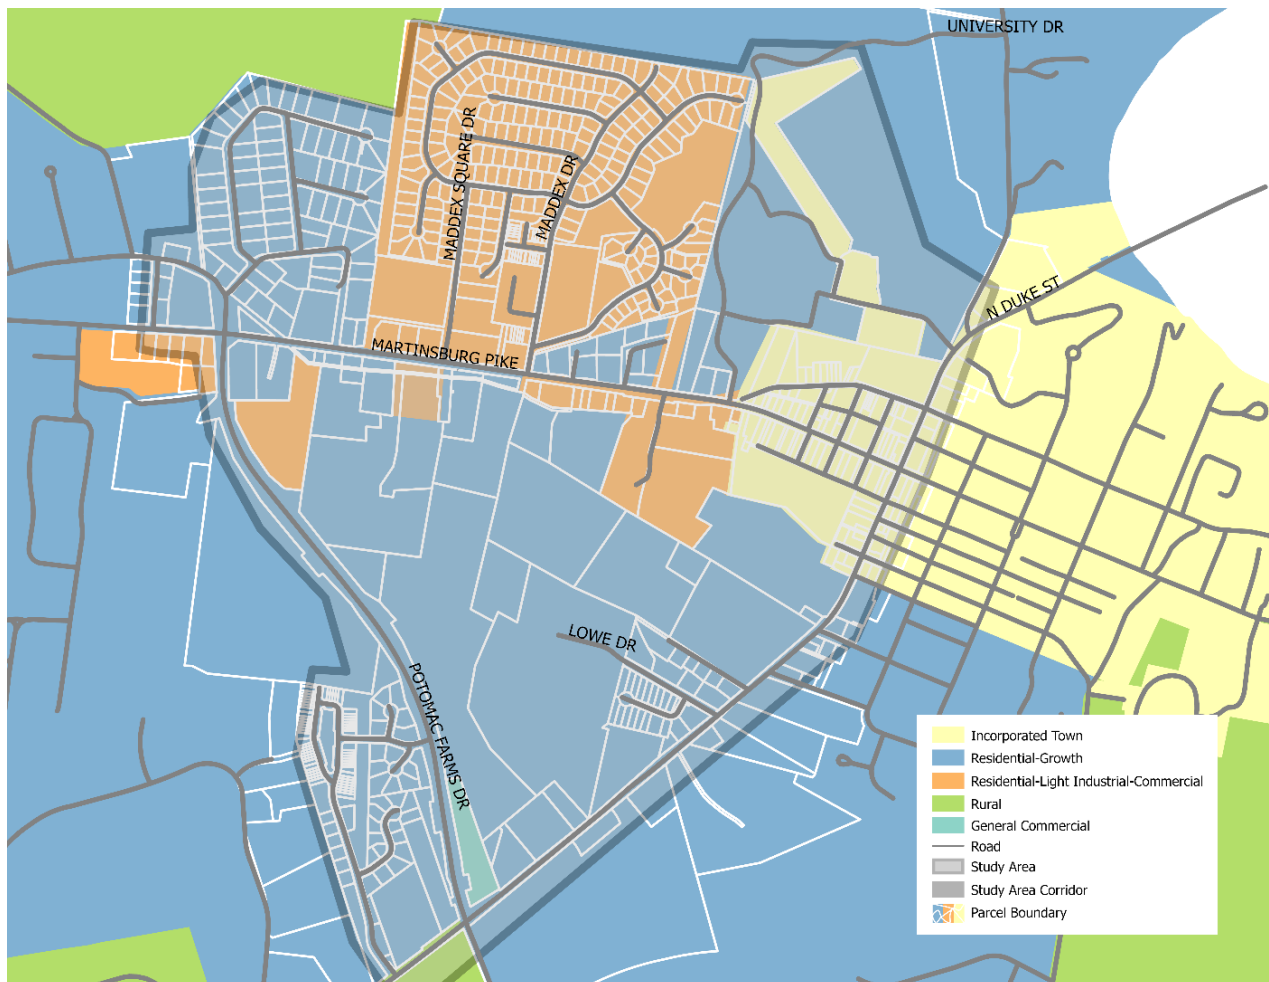 UNIVERSITY DR
MADDEX SQUARE DR
MADDEX DR
N DUKE ST
MARTINSBURG PIKE
LOWE DR
POTOMAC FARMS DR
Incorporated Town
Residential-Growth
Residential-Light Industrial-Commercial
Rural
General Commercial
Road
Study Area
Study Area Corridor
Parcel Boundary